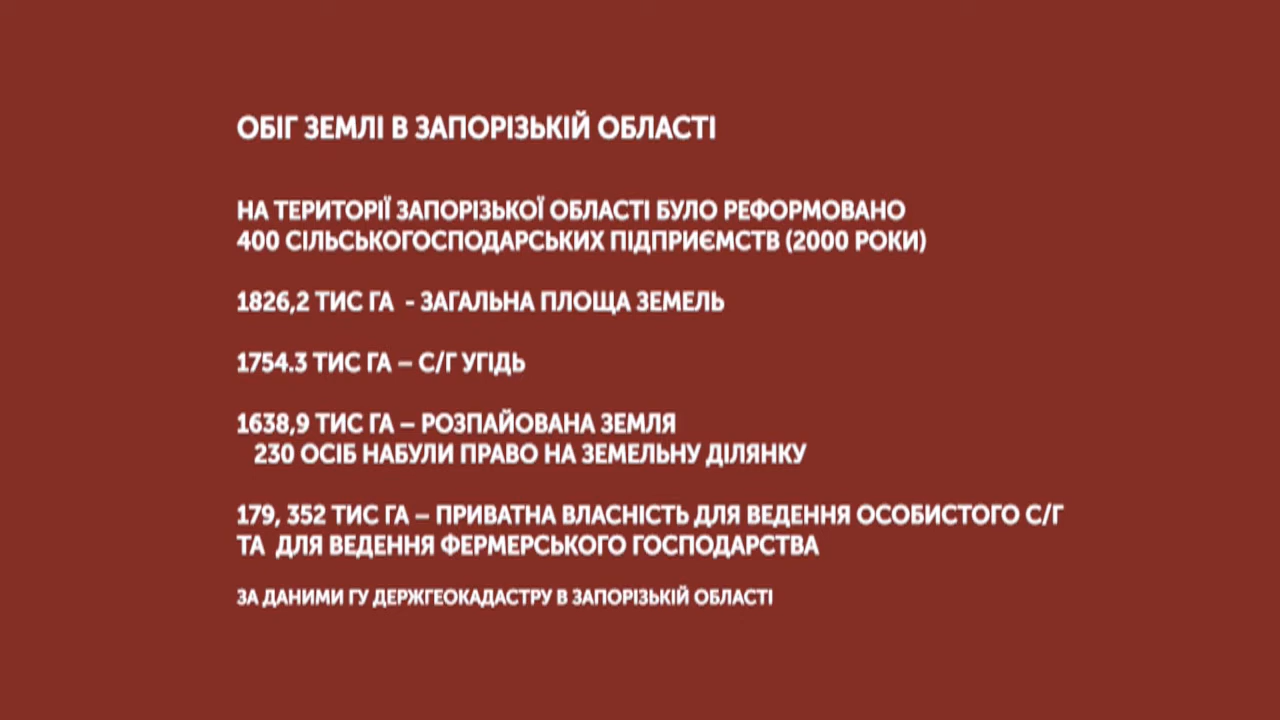 ОБІГ ЗЕМЛІ В ЗАПОРІЗЬКІЙ ОБЛАСТІ
НА ТЕРИТОРІЇ ЗАПОРІЗЬКОЇ ОБЛАСТІ БУЛО РЕФОРМОВАНО
400 СІЛЬСЬКОГОСПОДАРСЬКИХ ПІДПРИЄМСТВ (2000 РОКИ)
1826,2 ТИС ГА - ЗАГАЛЬНА ПЛОЩА ЗЕМЕЛЬ
1754.3 ТИС ГА – С/Г УГІДЬ
1638,9 ТИС ГА – РОЗПАЙОВАНА ЗЕМЛЯ
230 ОСІБ НАБУЛИ ПРАВО НА ЗЕМЕЛЬНУ ДІЛЯНКУ
179, 352 ТИС ГА – ПРИВАТНА ВЛАСНІСТЬ ДЛЯ ВЕДЕННЯ ОСОБИСТОГО С/Г
ТА ДЛЯ ВЕДЕННЯ ФЕРМЕРСЬКОГО ГОСПОДАРСТВА
ЗА ДАНИМИ ГУ ДЕРЖГЕОКАДАСТРУ В ЗАПОРІЗЬКІЙ ОБЛАСТІ